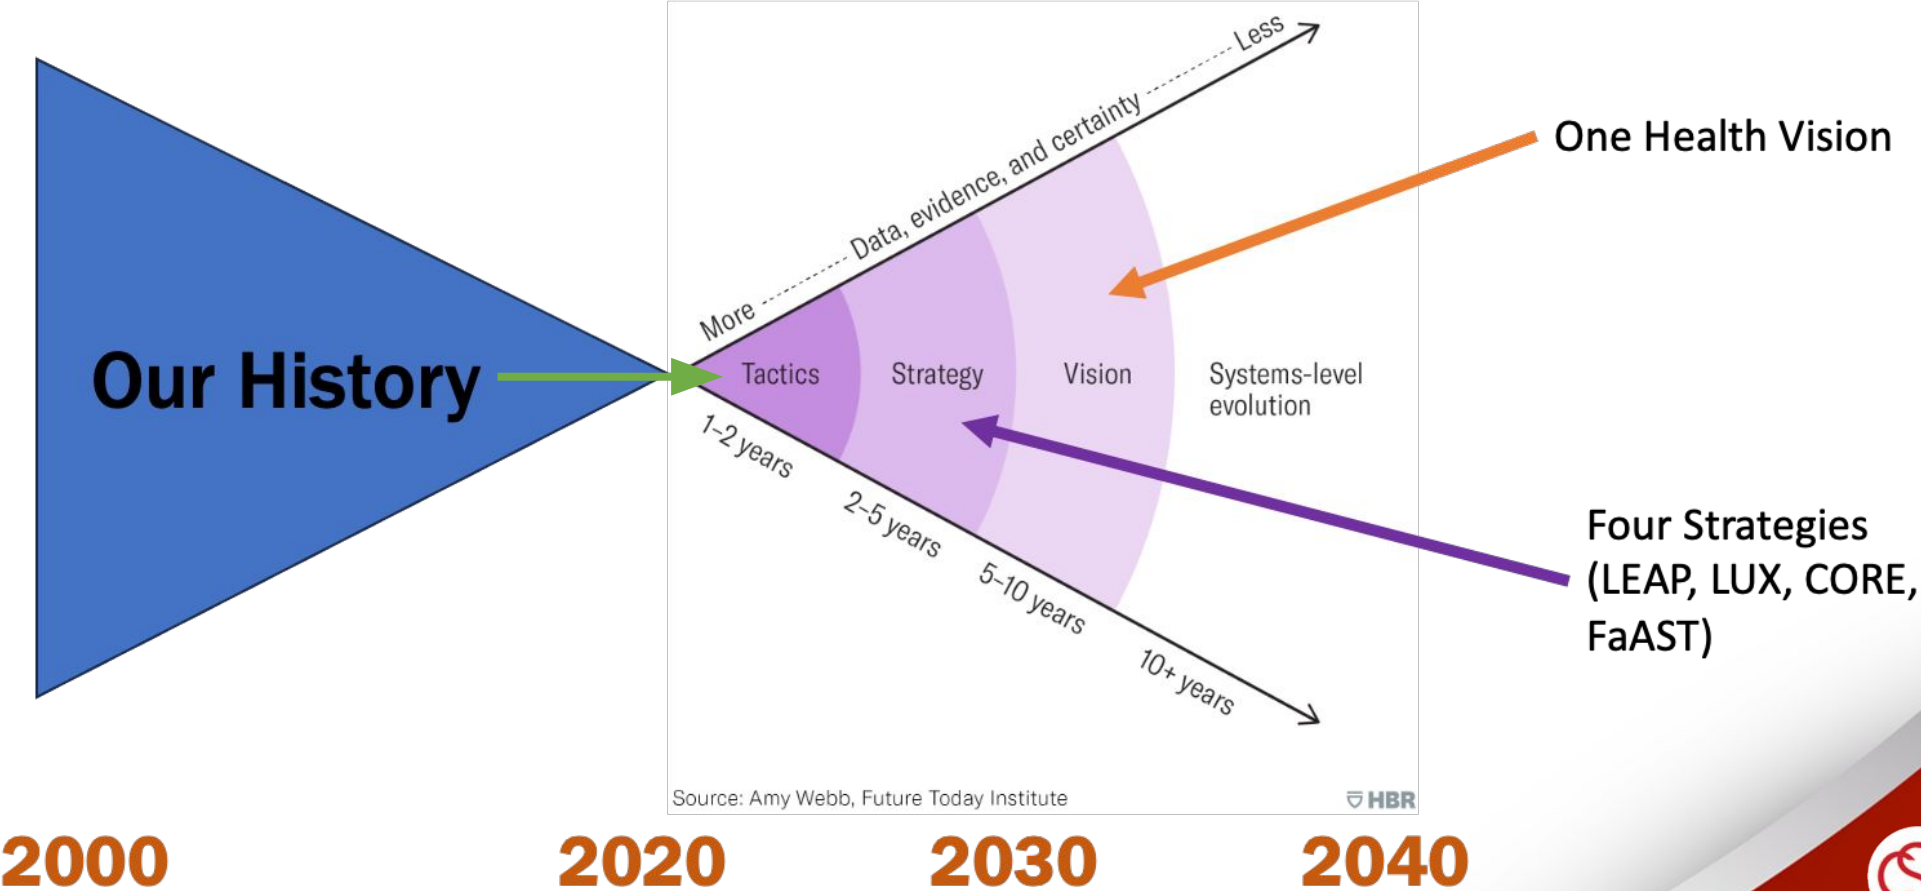 Our History
More
Data, evidence, and certainty
Less
Tactics
Strategy
Vision
Systems-level
evolution
1–2 years
2–5 years
5–10 years
10+ years
One Health Vision
Four Strategies
(LEAP, LUX, CORE,
FaAST)
Source: Amy Webb, Future Today Institute
HBR
2000
2020
2030
2040